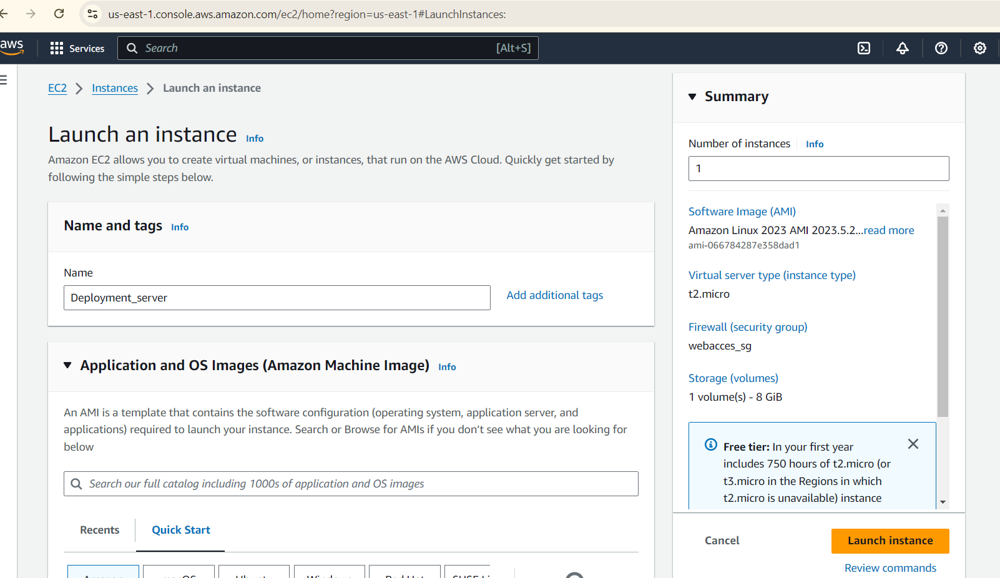 us-east-1.console.aws.amazon.com/ec2/home?region=us-east-1#LaunchInstances:
aws
Services
Search
[Alt+S]
EC2
Instances
Launch an instance
Launch an instance
Info
Amazon EC2 allows you to create virtual machines, or instances, that run on the AWS Cloud. Quickly get started by
following the simple steps below.
Name and tags
Info
Name
Deployment_server
Add additional tags
Application and OS Images (Amazon Machine Image)
Info
An AMI is a template that contains the software configuration (operating system, application server, and
applications) required to launch your instance. Search or Browse for AMIs if you don’t see what you are looking for
below
Search our full catalog including 1000s of application and OS images
Recents
Quick Start
Amazon
macOS
Ubuntu
Windows
Red Hat
SUSE Li
Summary
Number of instances
Info
1
Software Image (AMI)
Amazon Linux 2023 AMI 2023.5.2...read more
ami-066784287e358dad1
Virtual server type (instance type)
t2.micro
Firewall (security group)
webacces_sg
Storage (volumes)
1 volume(s) - 8 GiB
Free tier: In your first year
includes 750 hours of t2.micro (or
t3.micro in the Regions in which
t2.micro is unavailable) instance
Cancel
Launch instance
Review commands